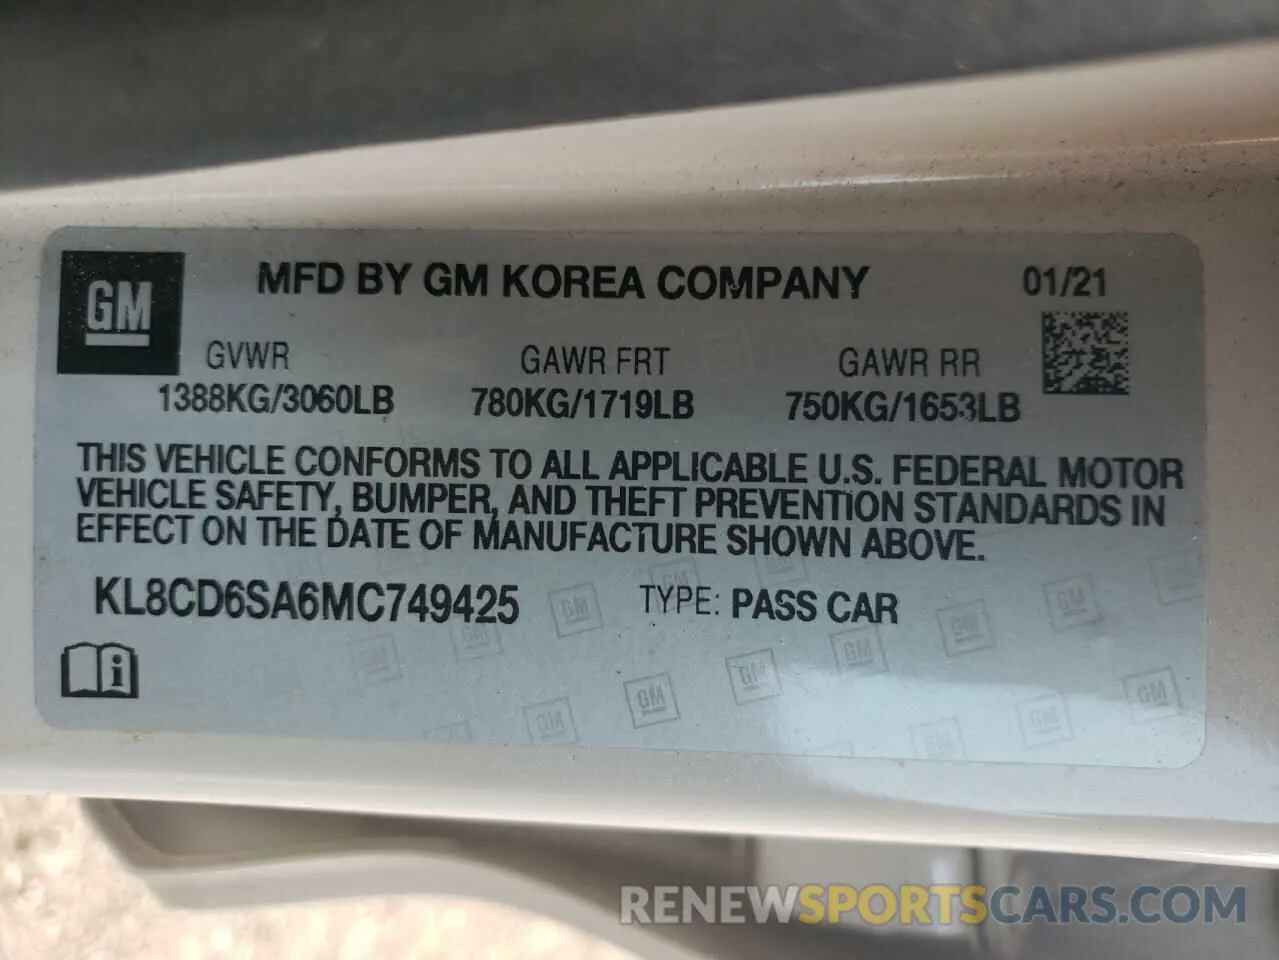 GM
MFD BY GM KOREA COMPANY 01/21
GVWR GAWR FRT GAWR RR
1388KG/3060LB 780KG/1719LB 750KG/1653LB
THIS VEHICLE CONFORMS TO ALL APPLICABLE U.S. FEDERAL MOTOR
VEHICLE SAFETY, BUMPER, AND THEFT PREVENTION STANDARDS IN
EFFECT ON THE DATE OF MANUFACTURE SHOWN ABOVE.
KL8CD6SA6MC749425 TYPE: PASS CAR
i
RENEWSPORTSCARS.COM